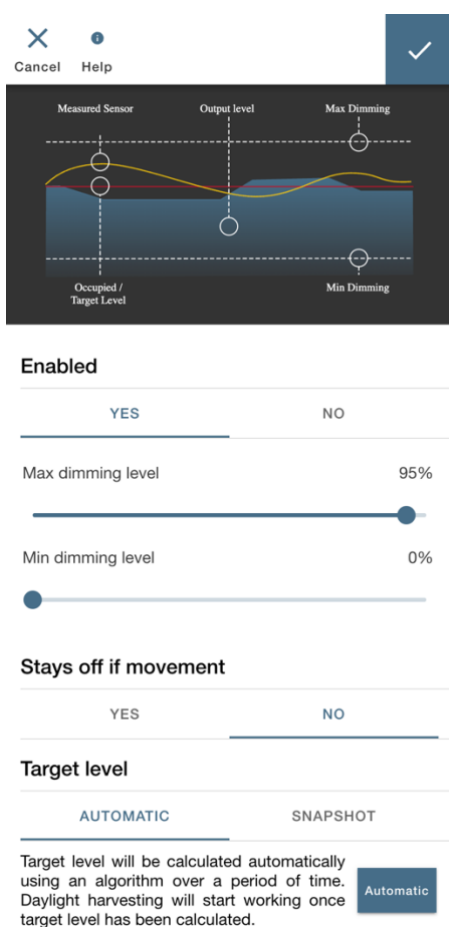 Cancel Help
Measured Sensor Output level Max Dimming
Occupied / Min Dimming
Target Level
Enabled
YES NO
Max dimming level 95%
Min dimming level 0%
Stays off if movement
YES NO
Target level
AUTOMATIC SNAPSHOT
Target level will be calculated automatically
using an algorithm over a period of time.
Daylight harvesting will start working once
target level has been calculated.
Automatic